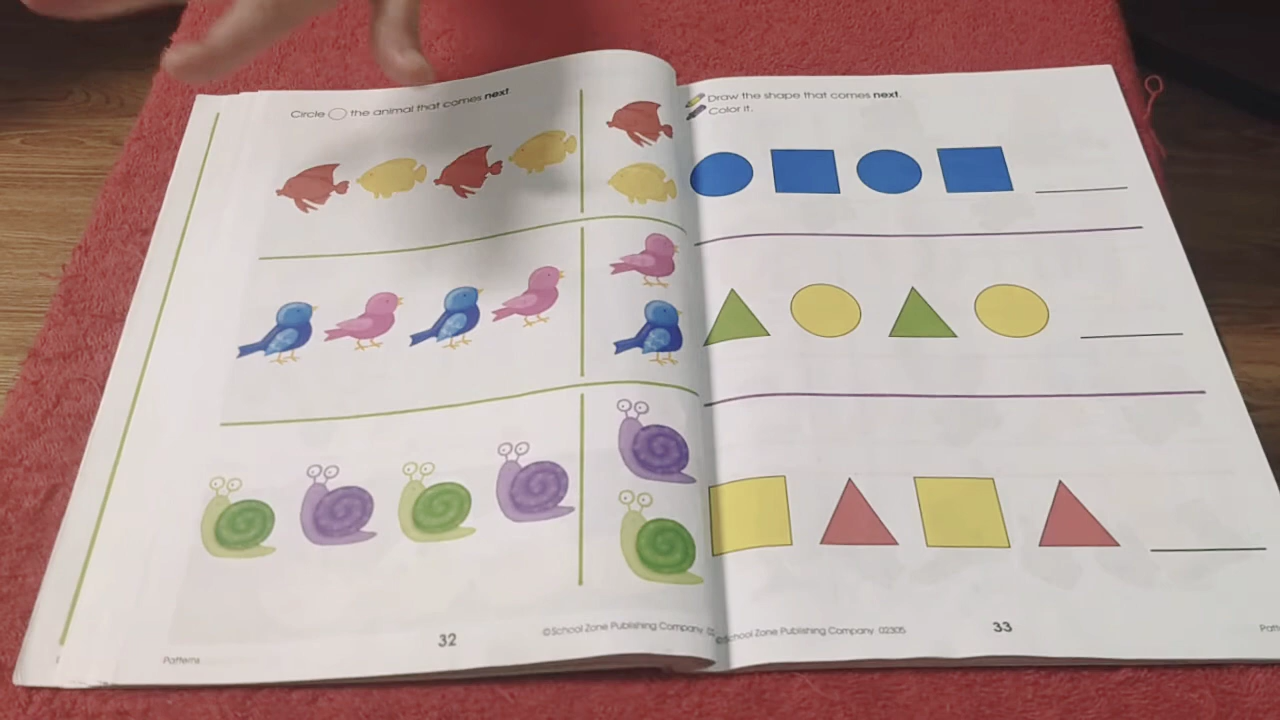 Circle the animal that comes next
Patterns
32
©School Zone Publishing Company
Draw the shape that comes next.
Color it.
©School Zone Publishing Company 02305
33